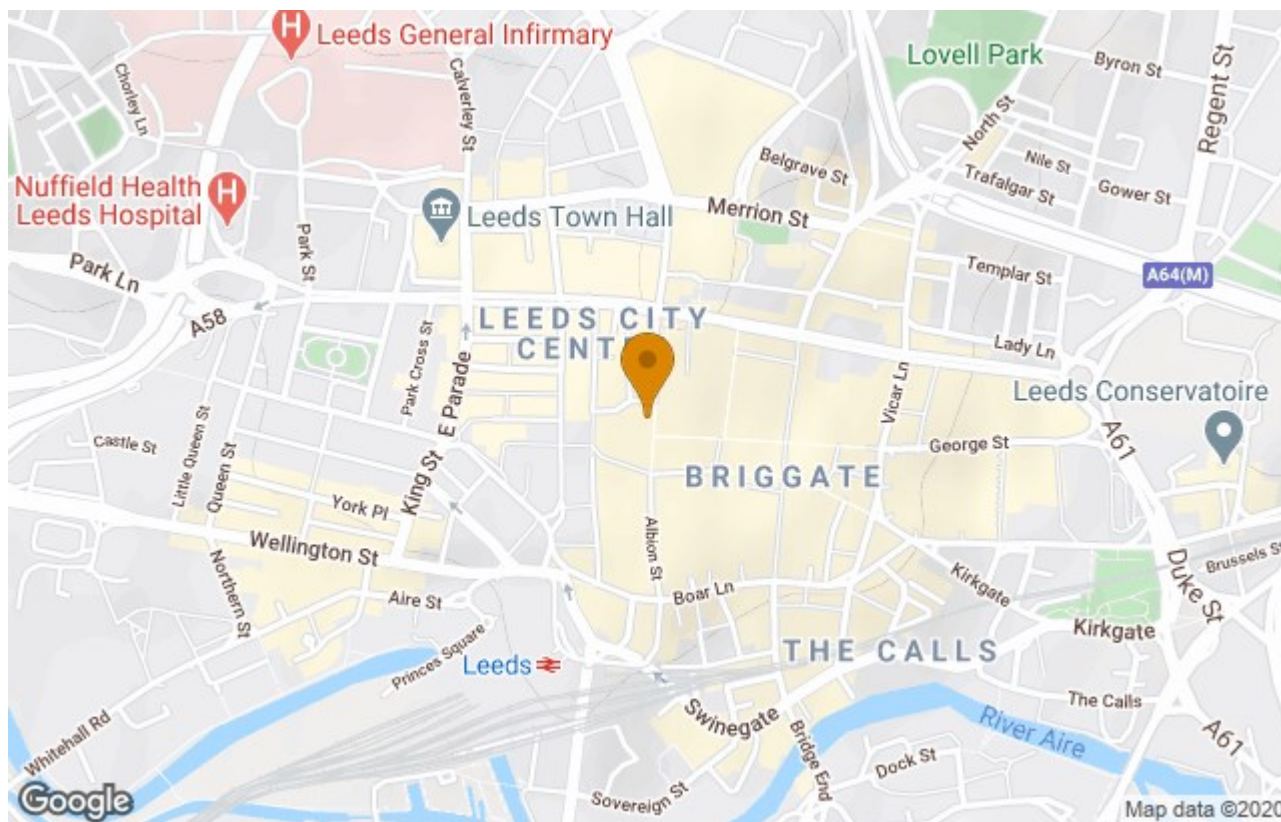 Leeds General Infirmary
Lovell Park
Byron St
Regent St
Chorley Ln
Calverley St
North St
Belgrave St
Nile St
Trafalgar St
Gower St
Nuffield Health
Leeds Hospital
Leeds Town Hall
Merrion St
Park St
Park Ln
Templar St
A64(M)
A58
LEEDS CITY
Park Cross St
E Parade
Lady Ln
Vicar Ln
Leeds Conservatoire
Castle St
Little Queen St
Queen St
King St
George St
A61
BRIGGATE
York Pl
Wellington St
Albion St
Northern St
Aire St
Boar Ln
Kirkgate
Duke St
Brussels St
Princes Square
Kirkgate
Leeds
THE CALLS
The Calls
Whitehall Rd
Swinegate
Bridge End
River Aire
A61
Dock St
Sovereign St
Google
Map data ©2020